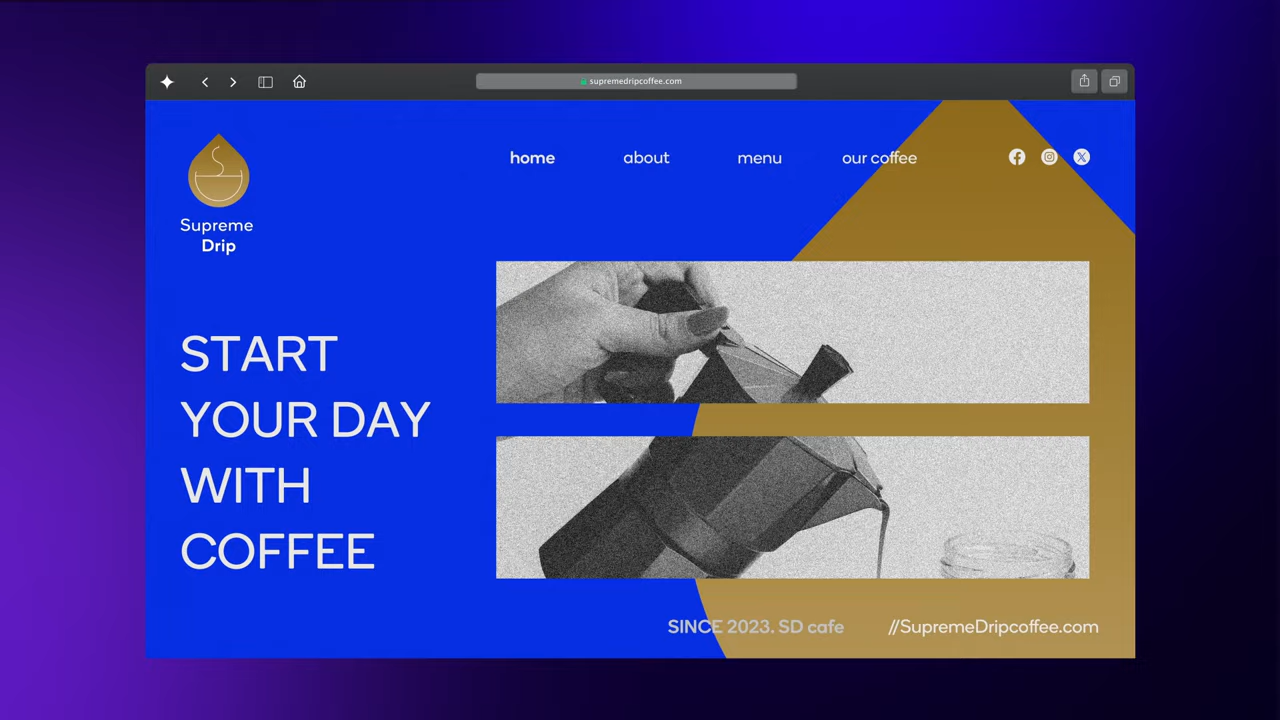 supremedripcoffee.com
Supreme
Drip
home about menu our coffee
START
YOUR DAY
WITH
COFFEE
SINCE 2023. SD cafe //SupremeDripcoffee.com